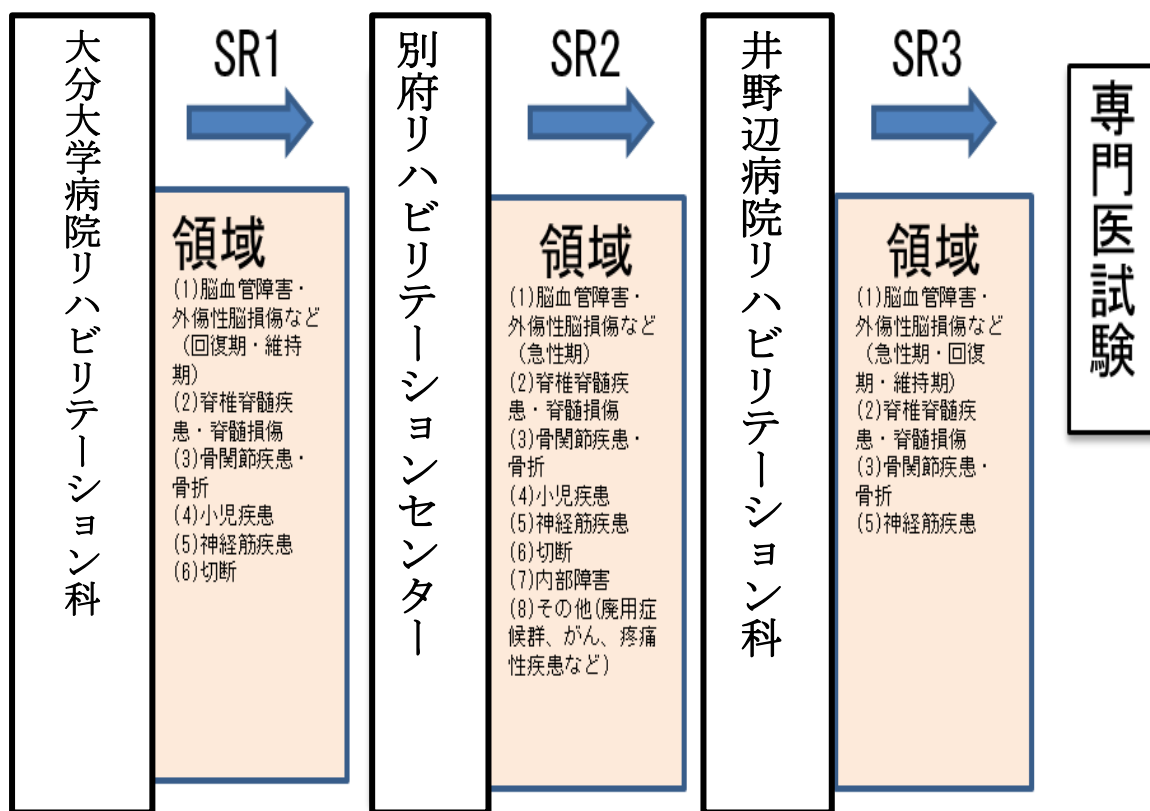 大分大学病院リハビリテーション科
SR1
領域
(1)脳血管障害・
外傷性脳損傷など
（回復期・維持
期）
(2)脊椎脊髄疾
患・脊髄損傷
(3)骨関節疾患・
骨折
(4)小児疾患
(5)神経筋疾患
(6)切断
別府リハビリテーションセンター
SR2
領域
(1)脳血管障害・
外傷性脳損傷など
（急性期）
(2)脊椎脊髄疾
患・脊髄損傷
(3)骨関節疾患・
骨折
(4)小児疾患
(5)神経筋疾患
(6)切断
(7)内部障害
(8)その他(廃用症
候群、がん、疼痛
性疾患など)
井野辺病院リハビリテーション科
SR3
領域
(1)脳血管障害・
外傷性脳損傷など
（急性期・回復
期・維持期）
(2)脊椎脊髄疾
患・脊髄損傷
(3)骨関節疾患・
骨折
(5)神経筋疾患
専門医試験